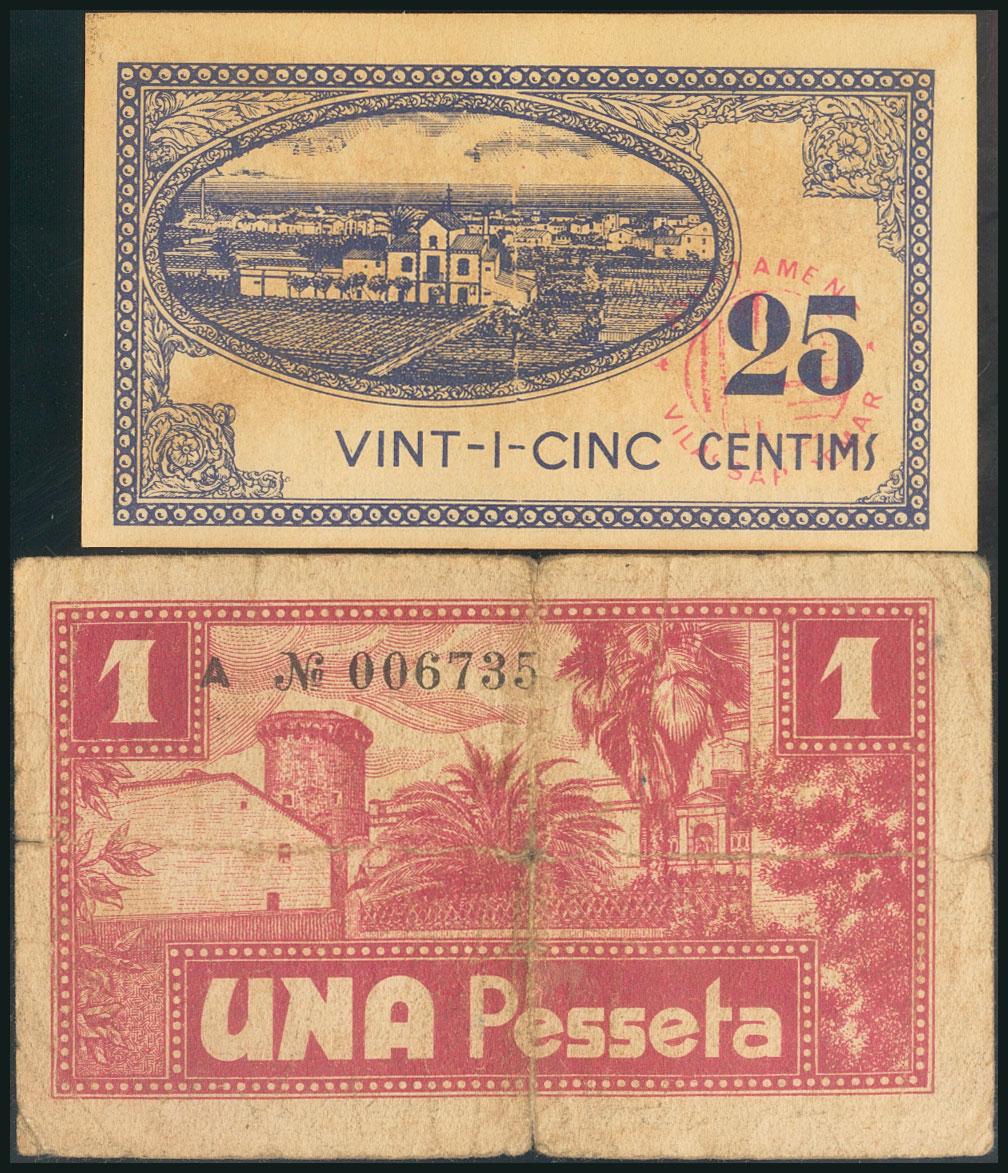 25
VINT-I-CINC CENTIMS
1
A № 006735
1
UNA Pesseta